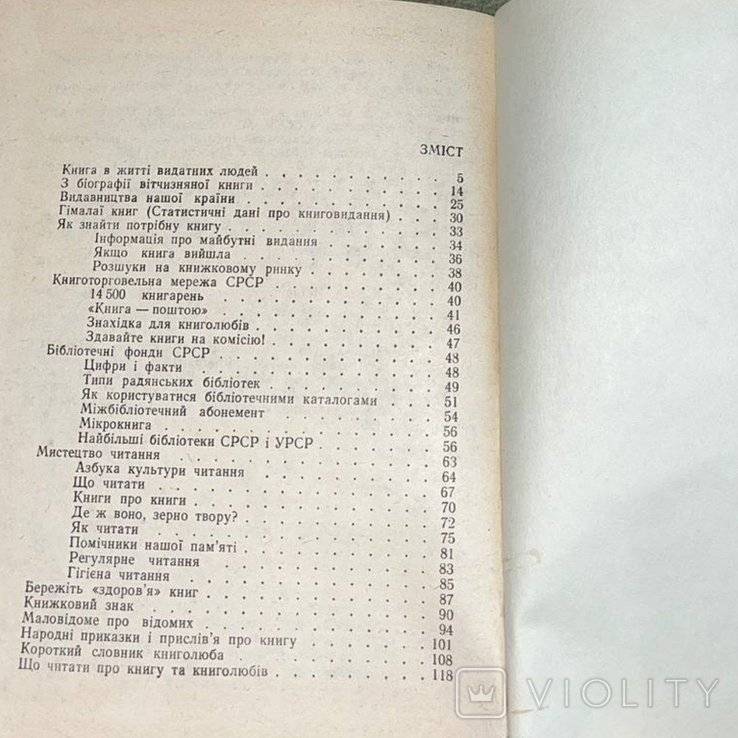 ЗМІСТ
Книга в житті видатних людей . . . . . . . . 5
З біографії вітчизняної книги . . . . . . . . 14
Видавництва нашої країни . . . . . . . . 25
Гімалаї книг (Статистичні дані про книговидання) . . . . 30
Як знайти потрібну книгу . . . . . . . . 33
Інформація про майбутні видання . . . . . . 34
Якщо книга вийшла . . . . . . . . 36
Розшуки на книжковому ринку . . . . . . 38
Книготорговельна мережа СРСР . . . . . . . . 40
14 500 книгарень . . . . . . . . 40
«Книга — поштою» . . . . . . . . 41
Знахідка для книголюбів . . . . . . . . 46
Здавайте книги на комісію! . . . . . . . . 47
Бібліотечні фонди СРСР . . . . . . . . 48
Цифри і факти . . . . . . . . 48
Типи радянських бібліотек . . . . . . . . 49
Як користуватися бібліотечними каталогами . . . . 51
Міжбібліотечний абонемент . . . . . . . . 54
Мікрокнига . . . . . . . . 56
Найбільші бібліотеки СРСР і УРСР . . . . . . 56
Мистецтво читання . . . . . . . . 63
Азбука культури читання . . . . . . . . 64
Що читати . . . . . . . . 67
Книги про книги . . . . . . . . 70
Де ж воно, зерно твору? . . . . . . . . 72
Як читати . . . . . . . . 75
Помічники нашої пам'яті . . . . . . . . 81
Регулярне читання . . . . . . . . 83
Гігієна читання . . . . . . . . 85
Бережіть «здоров'я» книг . . . . . . . . 87
Книжковий знак . . . . . . . . 90
Маловідоме про відомих . . . . . . . . 94
Народні приказки і прислів'я про книгу . . . . . . 101
Короткий словник книголюба . . . . . . . . 108
Що читати про книгу та книголюбів . . . . . . 118
VIOLITY